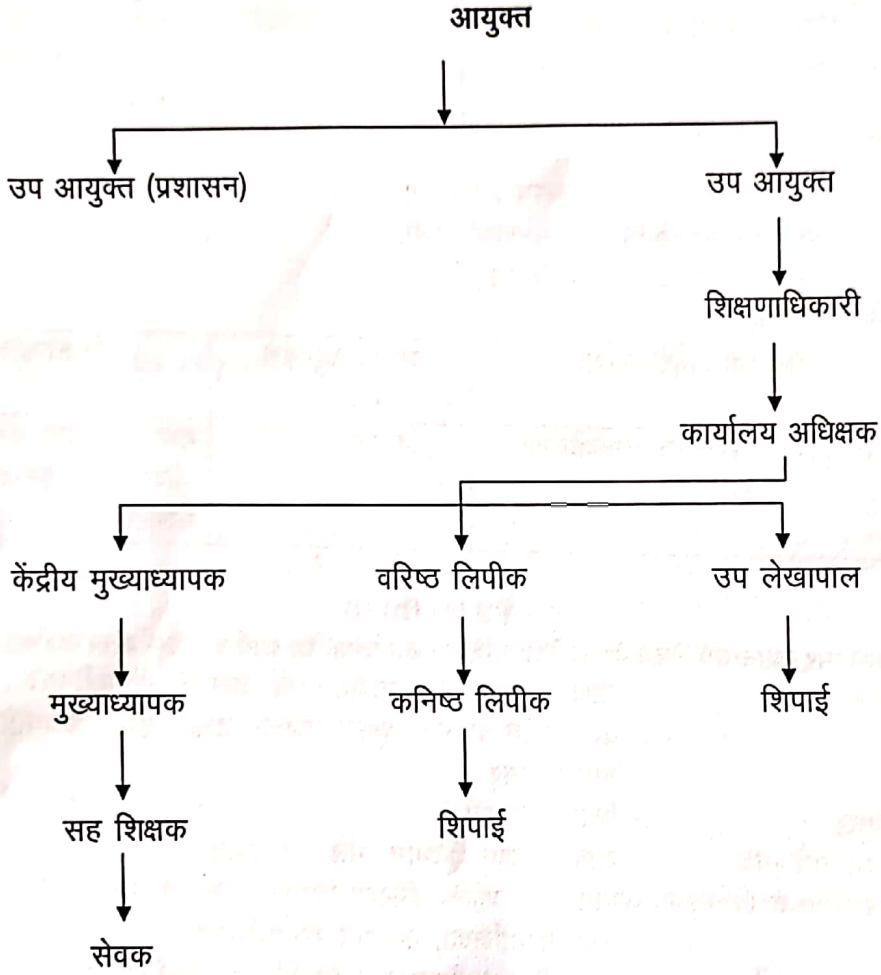 आयुक्त
उप आयुक्त (प्रशासन) उप आयुक्त
शिक्षणाधिकारी
कार्यालय अधिक्षक
केंद्रीय मुख्याध्यापक वरिष्ठ लिपीक उप लेखापाल
मुख्याध्यापक कनिष्ठ लिपीक शिपाई
सह शिक्षक शिपाई
सेवक